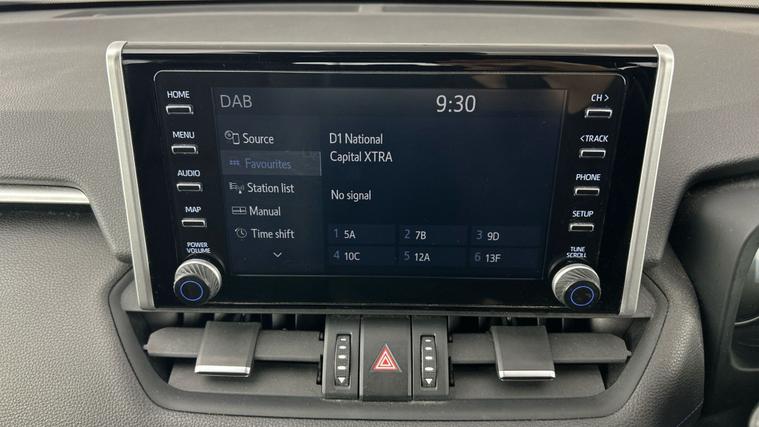 HOME
MENU
AUDIO
MAP
POWER
VOLUME
DAB
9:30
Source
Favourites
Station list
Manual
Time shift
D1 National
Capital XTRA
No signal
1 5A
2 7B
3 9D
4 10C
5 12A
6 13F
CH >
< TRACK
PHONE
SETUP
TUNE
SCROLL